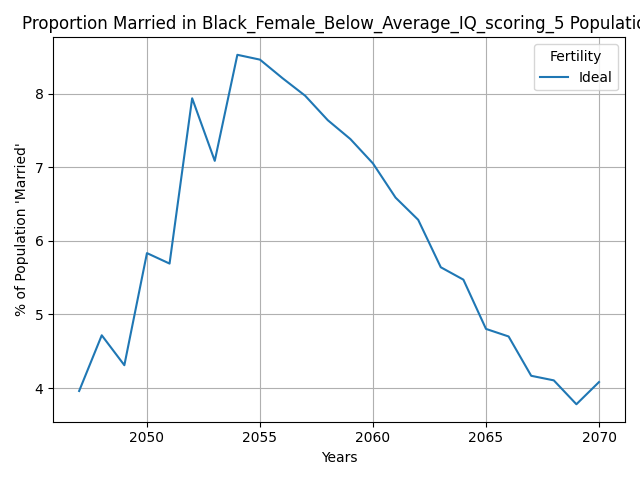 Proportion Married in Black_Female_Below_Average_IQ_scoring_5
% of Population 'Married'
Fertility
Ideal
8
7
6
5
4
2050 2055 2060 2065 2070
Years